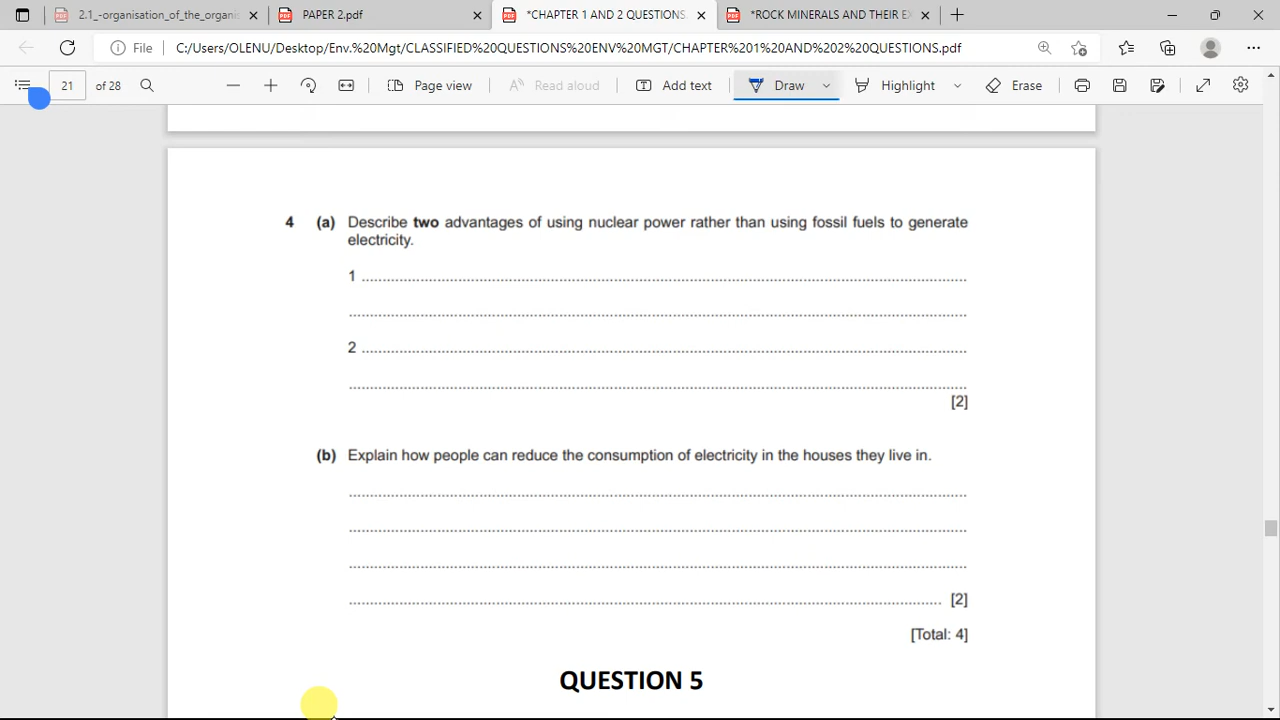 2.1_-organisation_of_the_organis
PAPER 2.pdf
*CHAPTER 1 AND 2 QUESTIONS.
*ROCK MINERALS AND THEIR EX
File
C:/Users/OLENU/Desktop/Env.%20Mgt/CLASSIFIED%20QUESTIONS%20ENV%20MGT/CHAPTER%201%20AND%202%20QUESTIONS.pdf
21 of 28
Page view
Read aloud
Add text
Draw
Highlight
Erase
4 (a) Describe two advantages of using nuclear power rather than using fossil fuels to generate
electricity.
1 ..........
..........
2 ..........
..........
[2]
(b) Explain how people can reduce the consumption of electricity in the houses they live in.
..........
..........
..........
.......... [2]
[Total: 4]
QUESTION 5